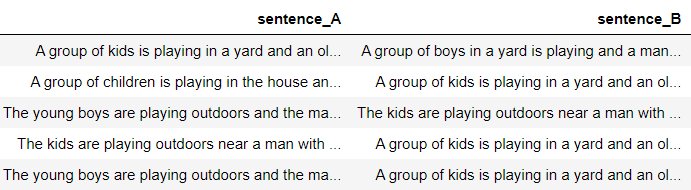 sentence_A sentence_B
A group of kids is playing in a yard and an ol... A group of boys in a yard is playing and a man...
A group of children is playing in the house an... A group of kids is playing in a yard and an ol...
The young boys are playing outdoors and the ma... The kids are playing outdoors near a man with ...
The kids are playing outdoors near a man with ... A group of kids is playing in a yard and an ol...
The young boys are playing outdoors and the ma... A group of kids is playing in a yard and an ol...